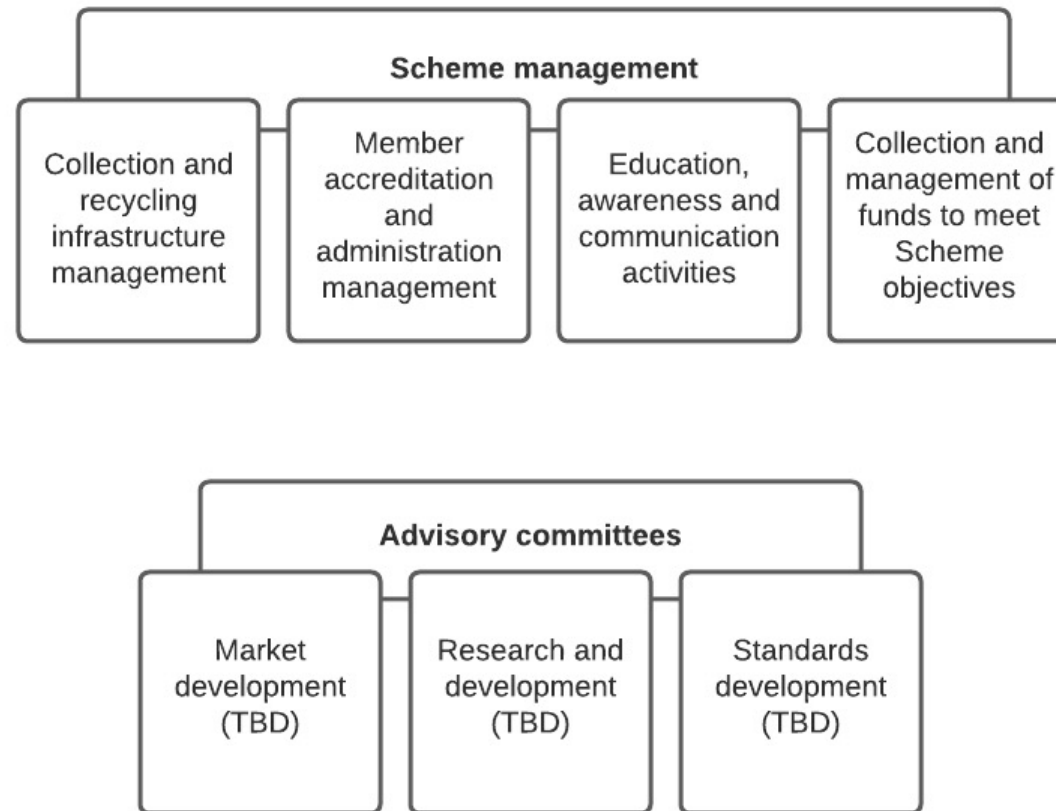 Scheme management
Collection and
recycling
infrastructure
management
Member
accreditation
and
administration
management
Education,
awareness and
communication
activities
Collection and
management of
funds to meet
Scheme
objectives
Advisory committees
Market
development
(TBD)
Research and
development
(TBD)
Standards
development
(TBD)